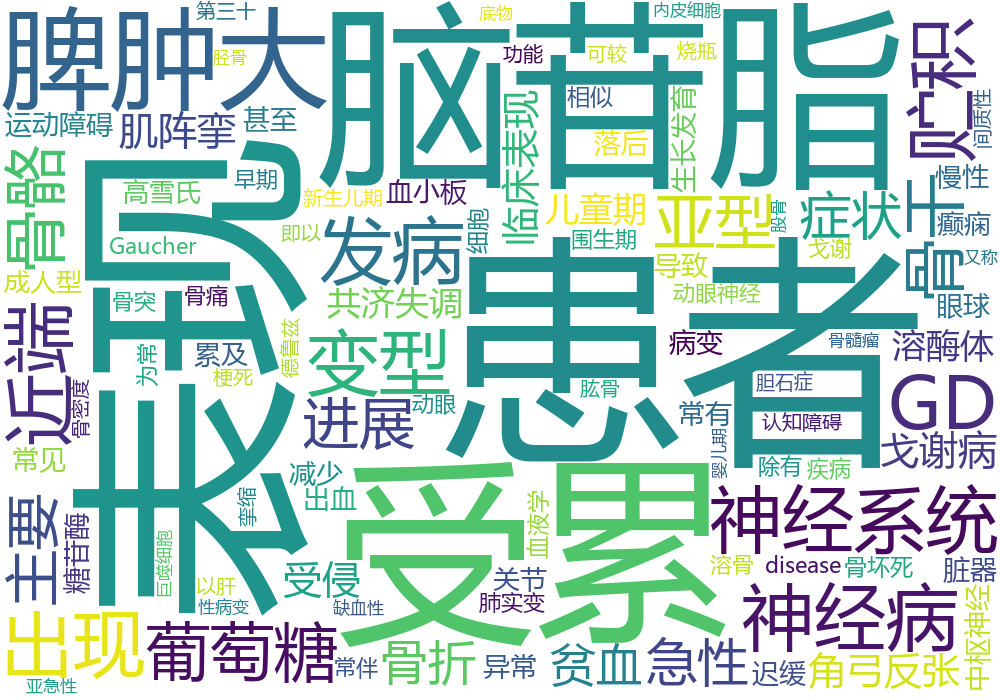 脾肿大
脑苷脂
第三十
胫骨
底物
功能
可较
内皮细胞
烧瓶
相似
落后
生长发育
贮积
间质性
运动障碍
肌阵挛
甚至
表现
临床表现
骨骼
高雪氏
早期
新生儿期
血小板
Gaucher
即以
发病
细胞
儿童期
围生期
亚型
股骨
症状
戈谢
骨
干
慢性
癫痫
又称
眼球
成人型
骨突
骨痛
共济失调
患者
导致
动眼神经
近端
为常
累及
德鲁兹
变型
病变
骨髓瘤
溶酶体
梗死
骨密度
动眼
肱骨
胆石症
GD
常见
进展
常有
认知障碍
戈谢病
减少
受累
婴儿期
除有
疾病
主要
糖苷酶
挛缩
出血
血液学
神经系统
巨噬细胞
以肝
受侵
关节
溶骨
disease
骨坏死
脏器
性病变
缺血性
肺实变
出现
葡萄糖
常伴
骨折
异常
贫血
急性
神经病
迟缓
角弓反张
中枢神经
亚急性